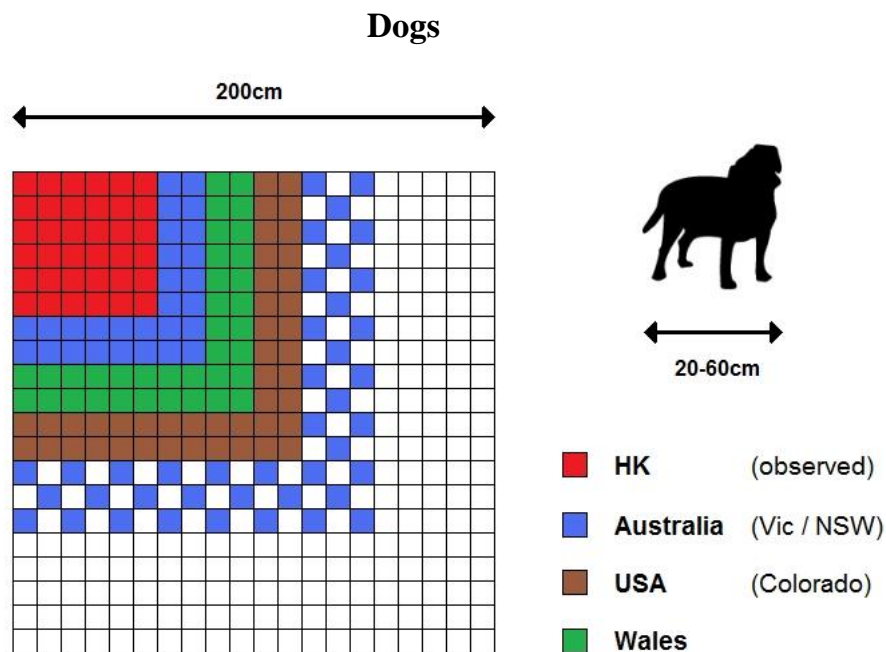 Dogs
200cm
20-60cm
HK (observed)
Australia (Vic / NSW)
USA (Colorado)
Wales